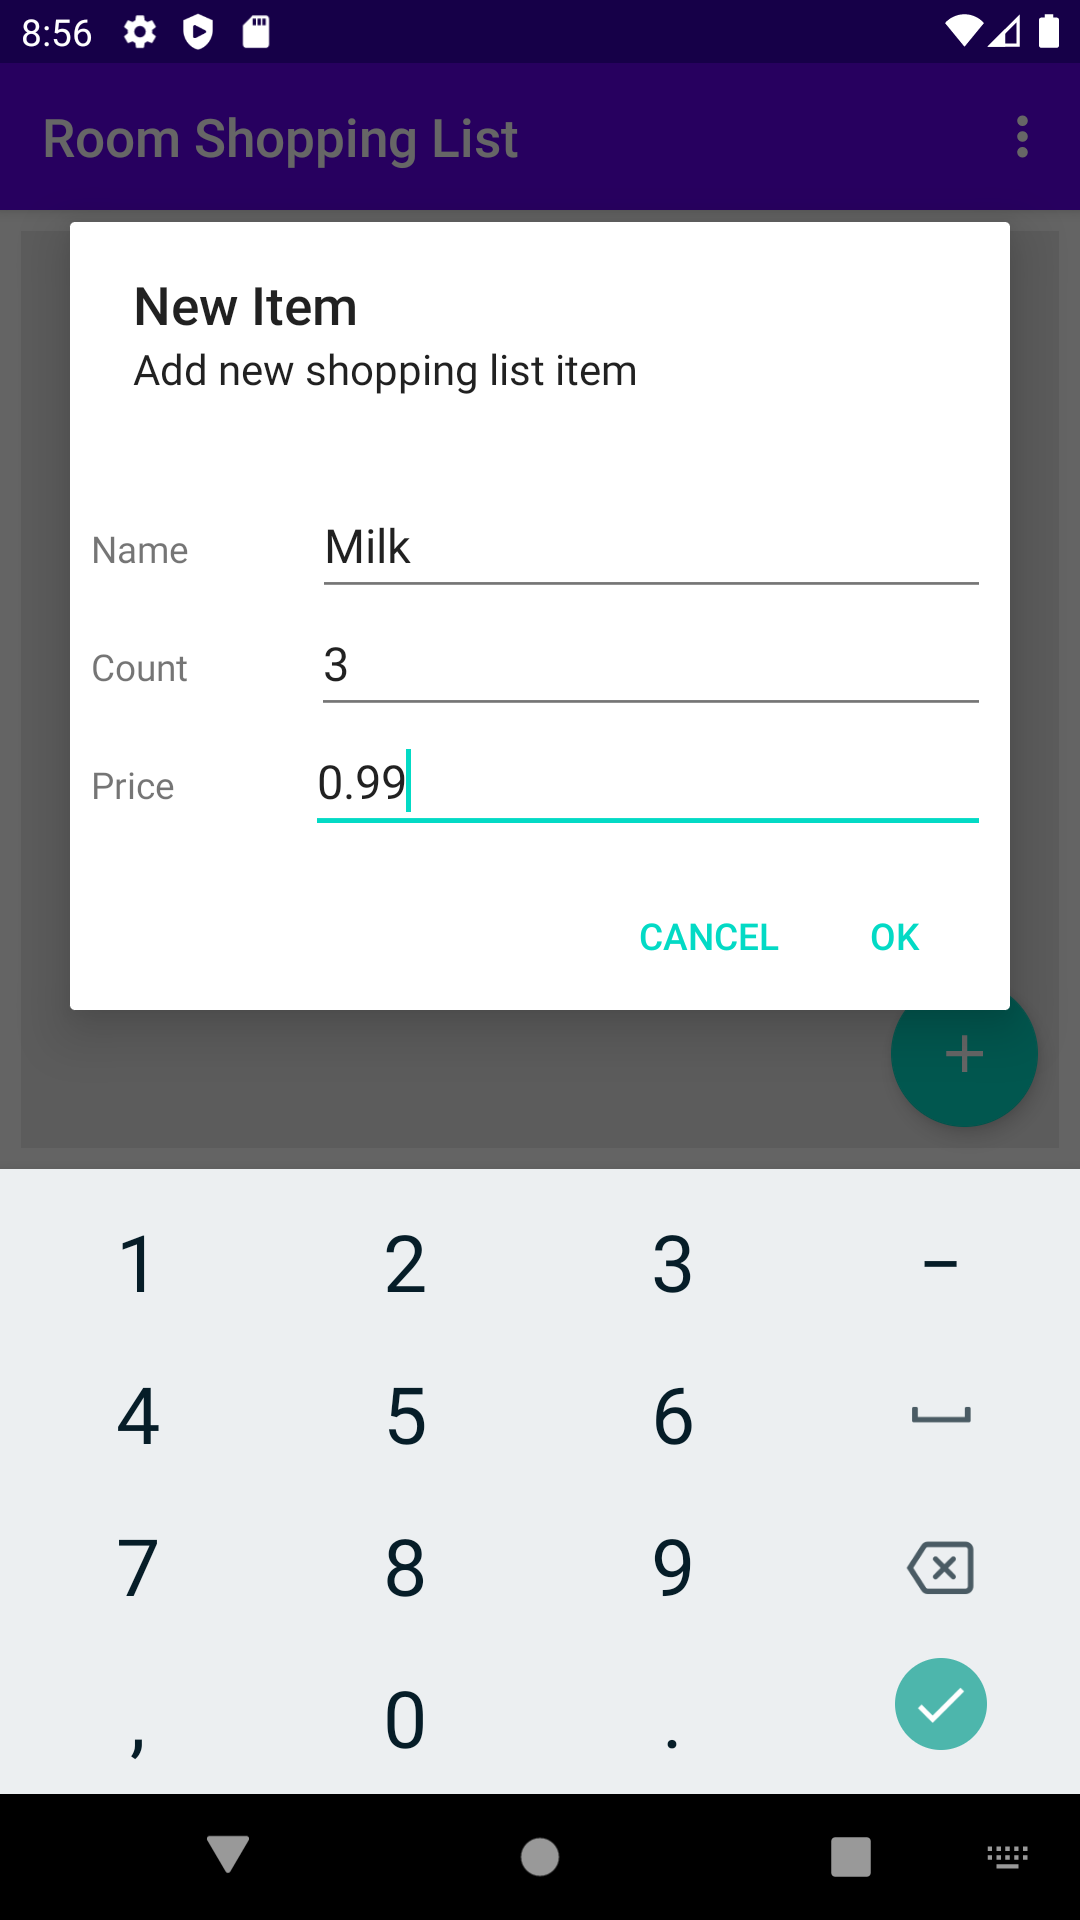 8:56
Room Shopping List
New Item
Add new shopping list item
Name Milk
Count 3
Price 0.99
CANCEL OK
1 2 3 –
4 5 6
7 8 9
, 0 .